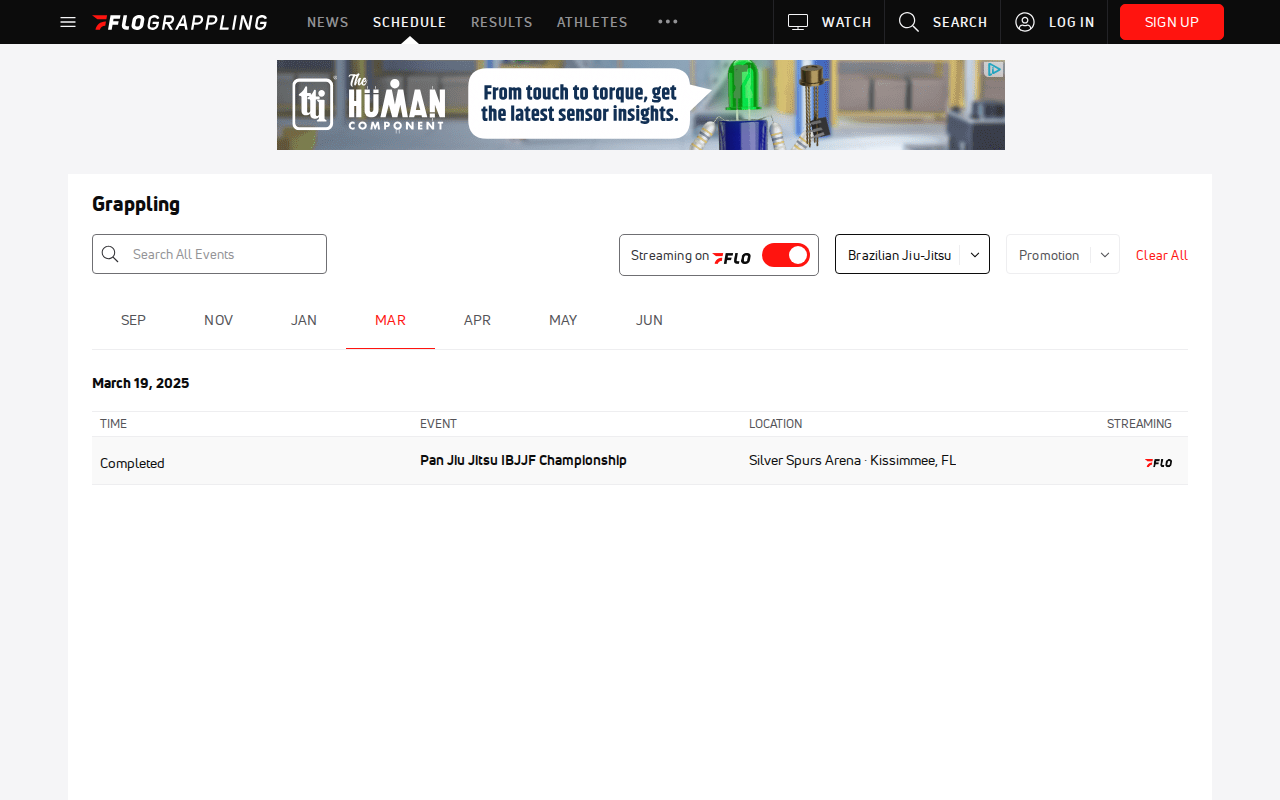 FLOGRAPPLING NEWS SCHEDULE RESULTS ATHLETES WATCH SEARCH LOG IN SIGN UP
The
HUMAN
COMPONENT
tti
From touch to torque, get
the latest sensor insights.
Grappling
Search All Events
Streaming on FLO
Brazilian Jiu-Jitsu
Promotion
Clear All
SEP NOV JAN MAR APR MAY JUN
March 19, 2025
TIME EVENT LOCATION STREAMING
Completed Pan Jiu Jitsu IBJJF Championship Silver Spurs Arena · Kissimmee, FL FLO